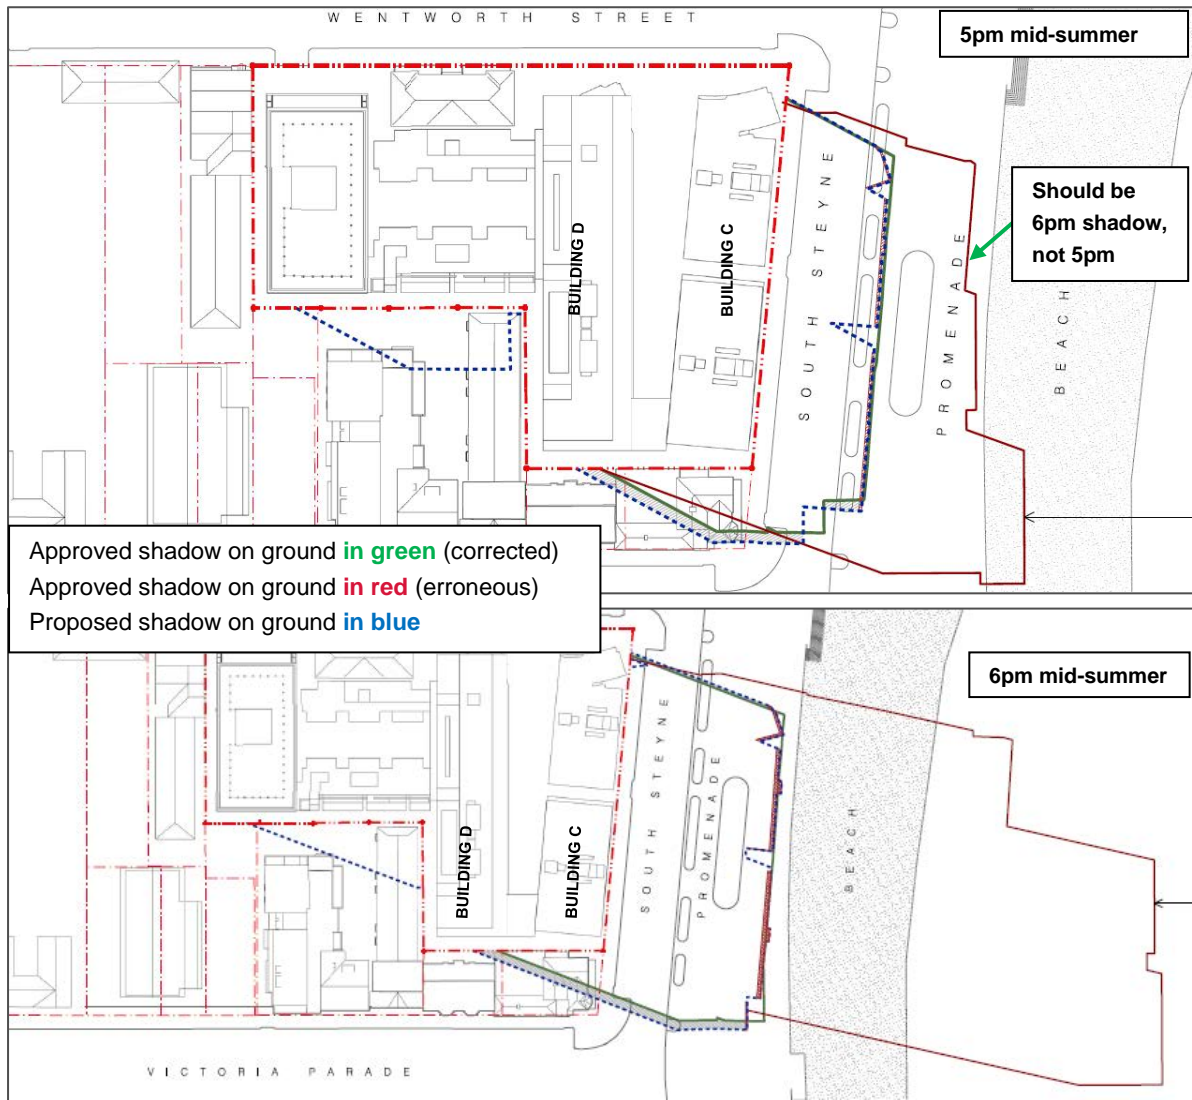 WENTWORTH STREET
5pm mid-summer
Should be
6pm shadow,
not 5pm
SOUTH STEYNE
PROMENADE
BEACH
BUILDING D
BUILDING C
Approved shadow on ground in green (corrected)
Approved shadow on ground in red (erroneous)
Proposed shadow on ground in blue
6pm mid-summer
SOUTH STEYNE
PROMENADE
BEACH
BUILDING D
BUILDING C
VICTORIA PARADE